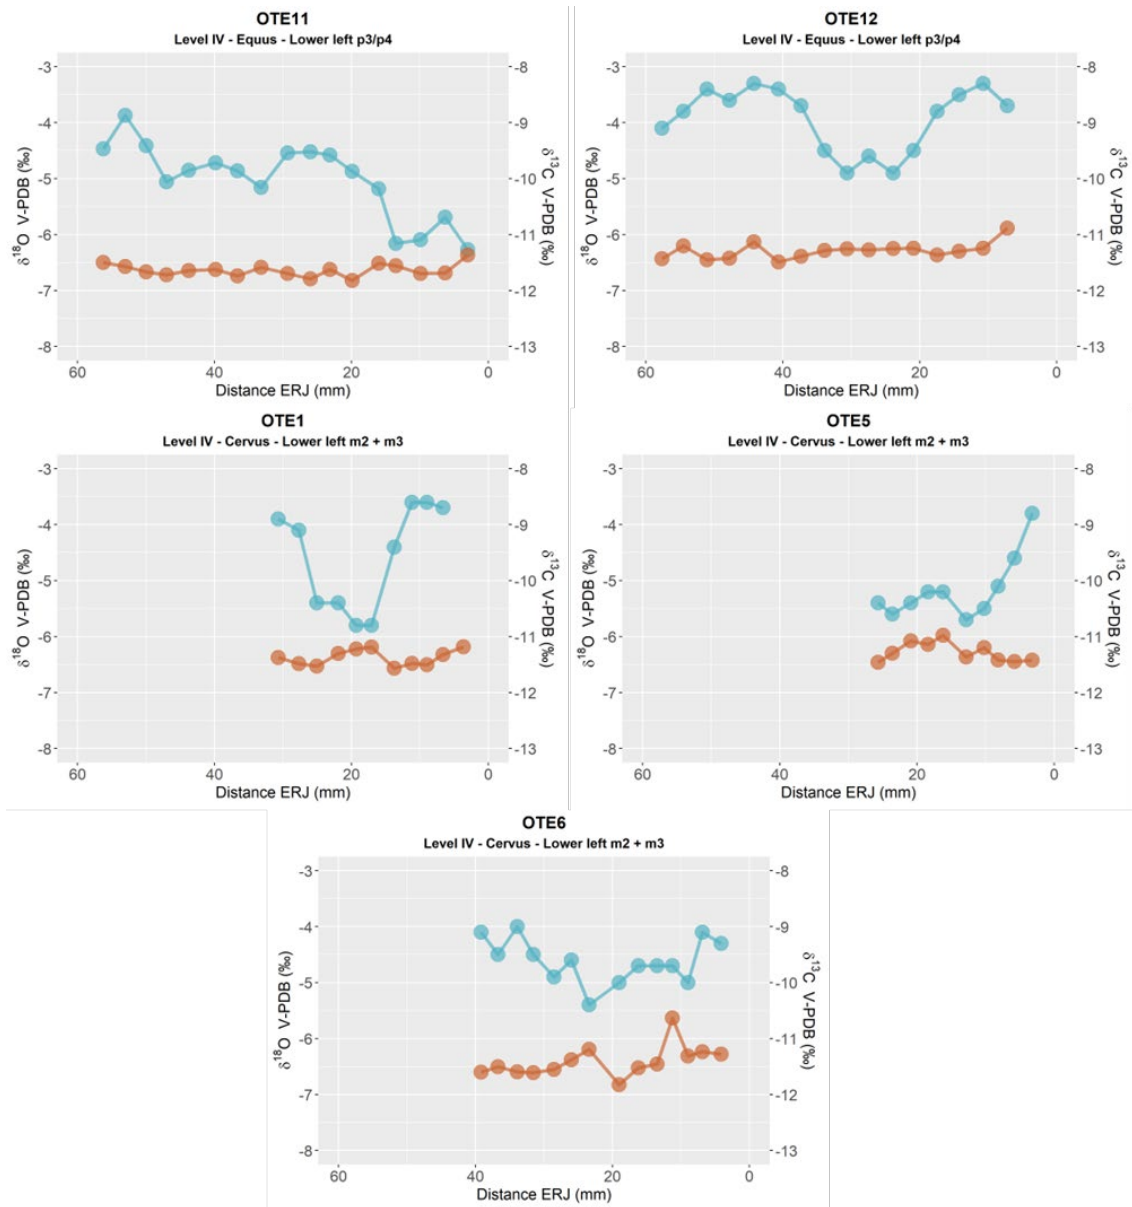 OTE11
Level IV - Equus - Lower left p3/p4
-3
-4
-5
-6
-7
-8
δ18O V-PDB (‰)
-8
-9
-10
-11
-12
-13
δ13C V-PDB (‰)
60 40 20 0
Distance ERJ (mm)
OTE12
Level IV - Equus - Lower left p3/p4
-3
-4
-5
-6
-7
-8
δ18O V-PDB (‰)
-8
-9
-10
-11
-12
-13
δ13C V-PDB (‰)
60 40 20 0
Distance ERJ (mm)
OTE1
Level IV - Cervus - Lower left m2 + m3
-3
-4
-5
-6
-7
-8
δ18O V-PDB (‰)
-8
-9
-10
-11
-12
-13
δ13C V-PDB (‰)
60 40 20 0
Distance ERJ (mm)
OTE5
Level IV - Cervus - Lower left m2 + m3
-3
-4
-5
-6
-7
-8
δ18O V-PDB (‰)
-8
-9
-10
-11
-12
-13
δ13C V-PDB (‰)
60 40 20 0
Distance ERJ (mm)
OTE6
Level IV - Cervus - Lower left m2 + m3
-3
-4
-5
-6
-7
-8
δ18O V-PDB (‰)
-8
-9
-10
-11
-12
-13
δ13C V-PDB (‰)
60 40 20 0
Distance ERJ (mm)